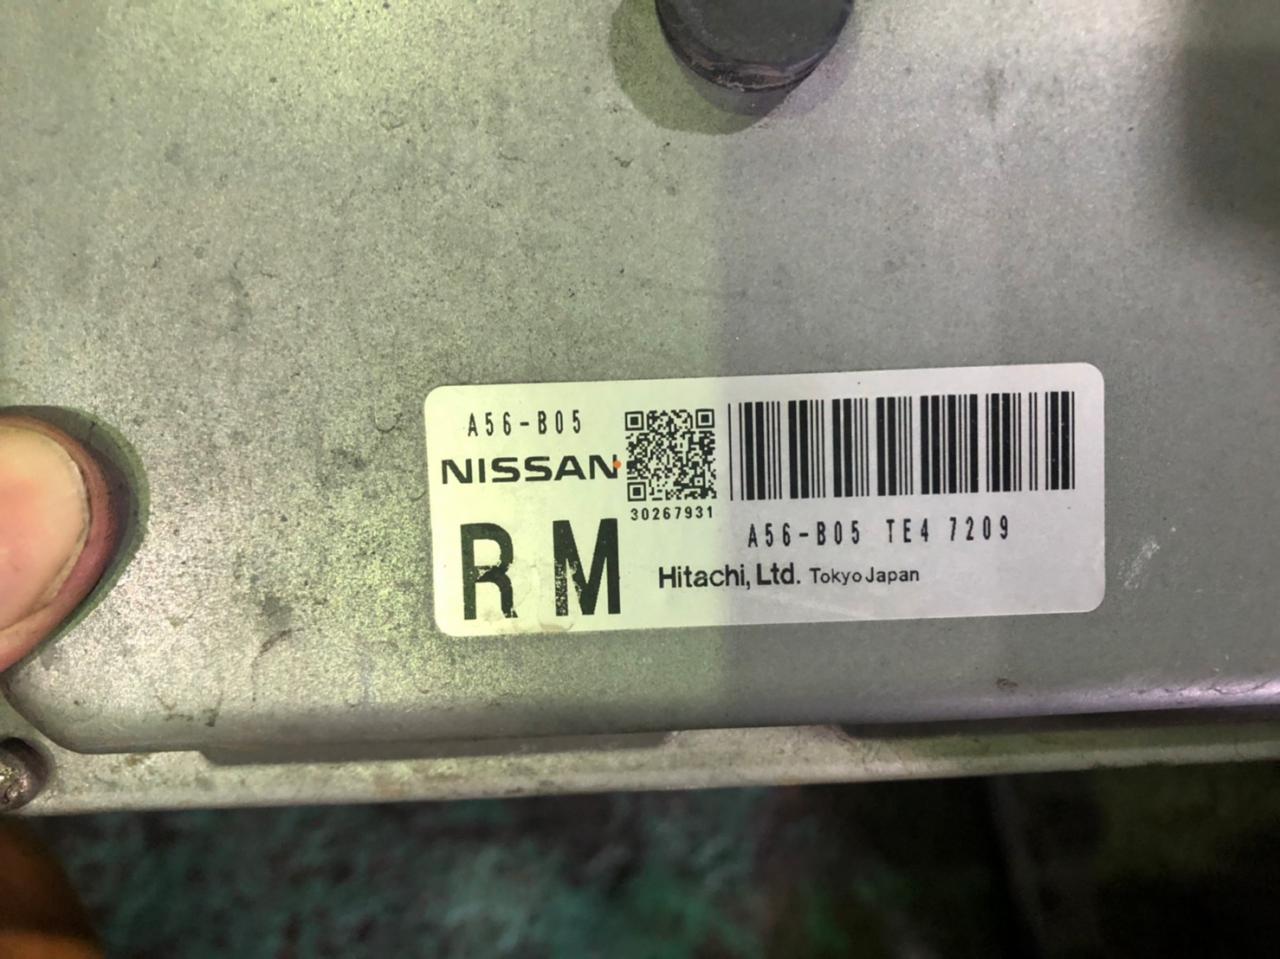 A56-B05
NISSAN
30267931
A56-B05 TE4 7209
RM
Hitachi, Ltd. Tokyo Japan